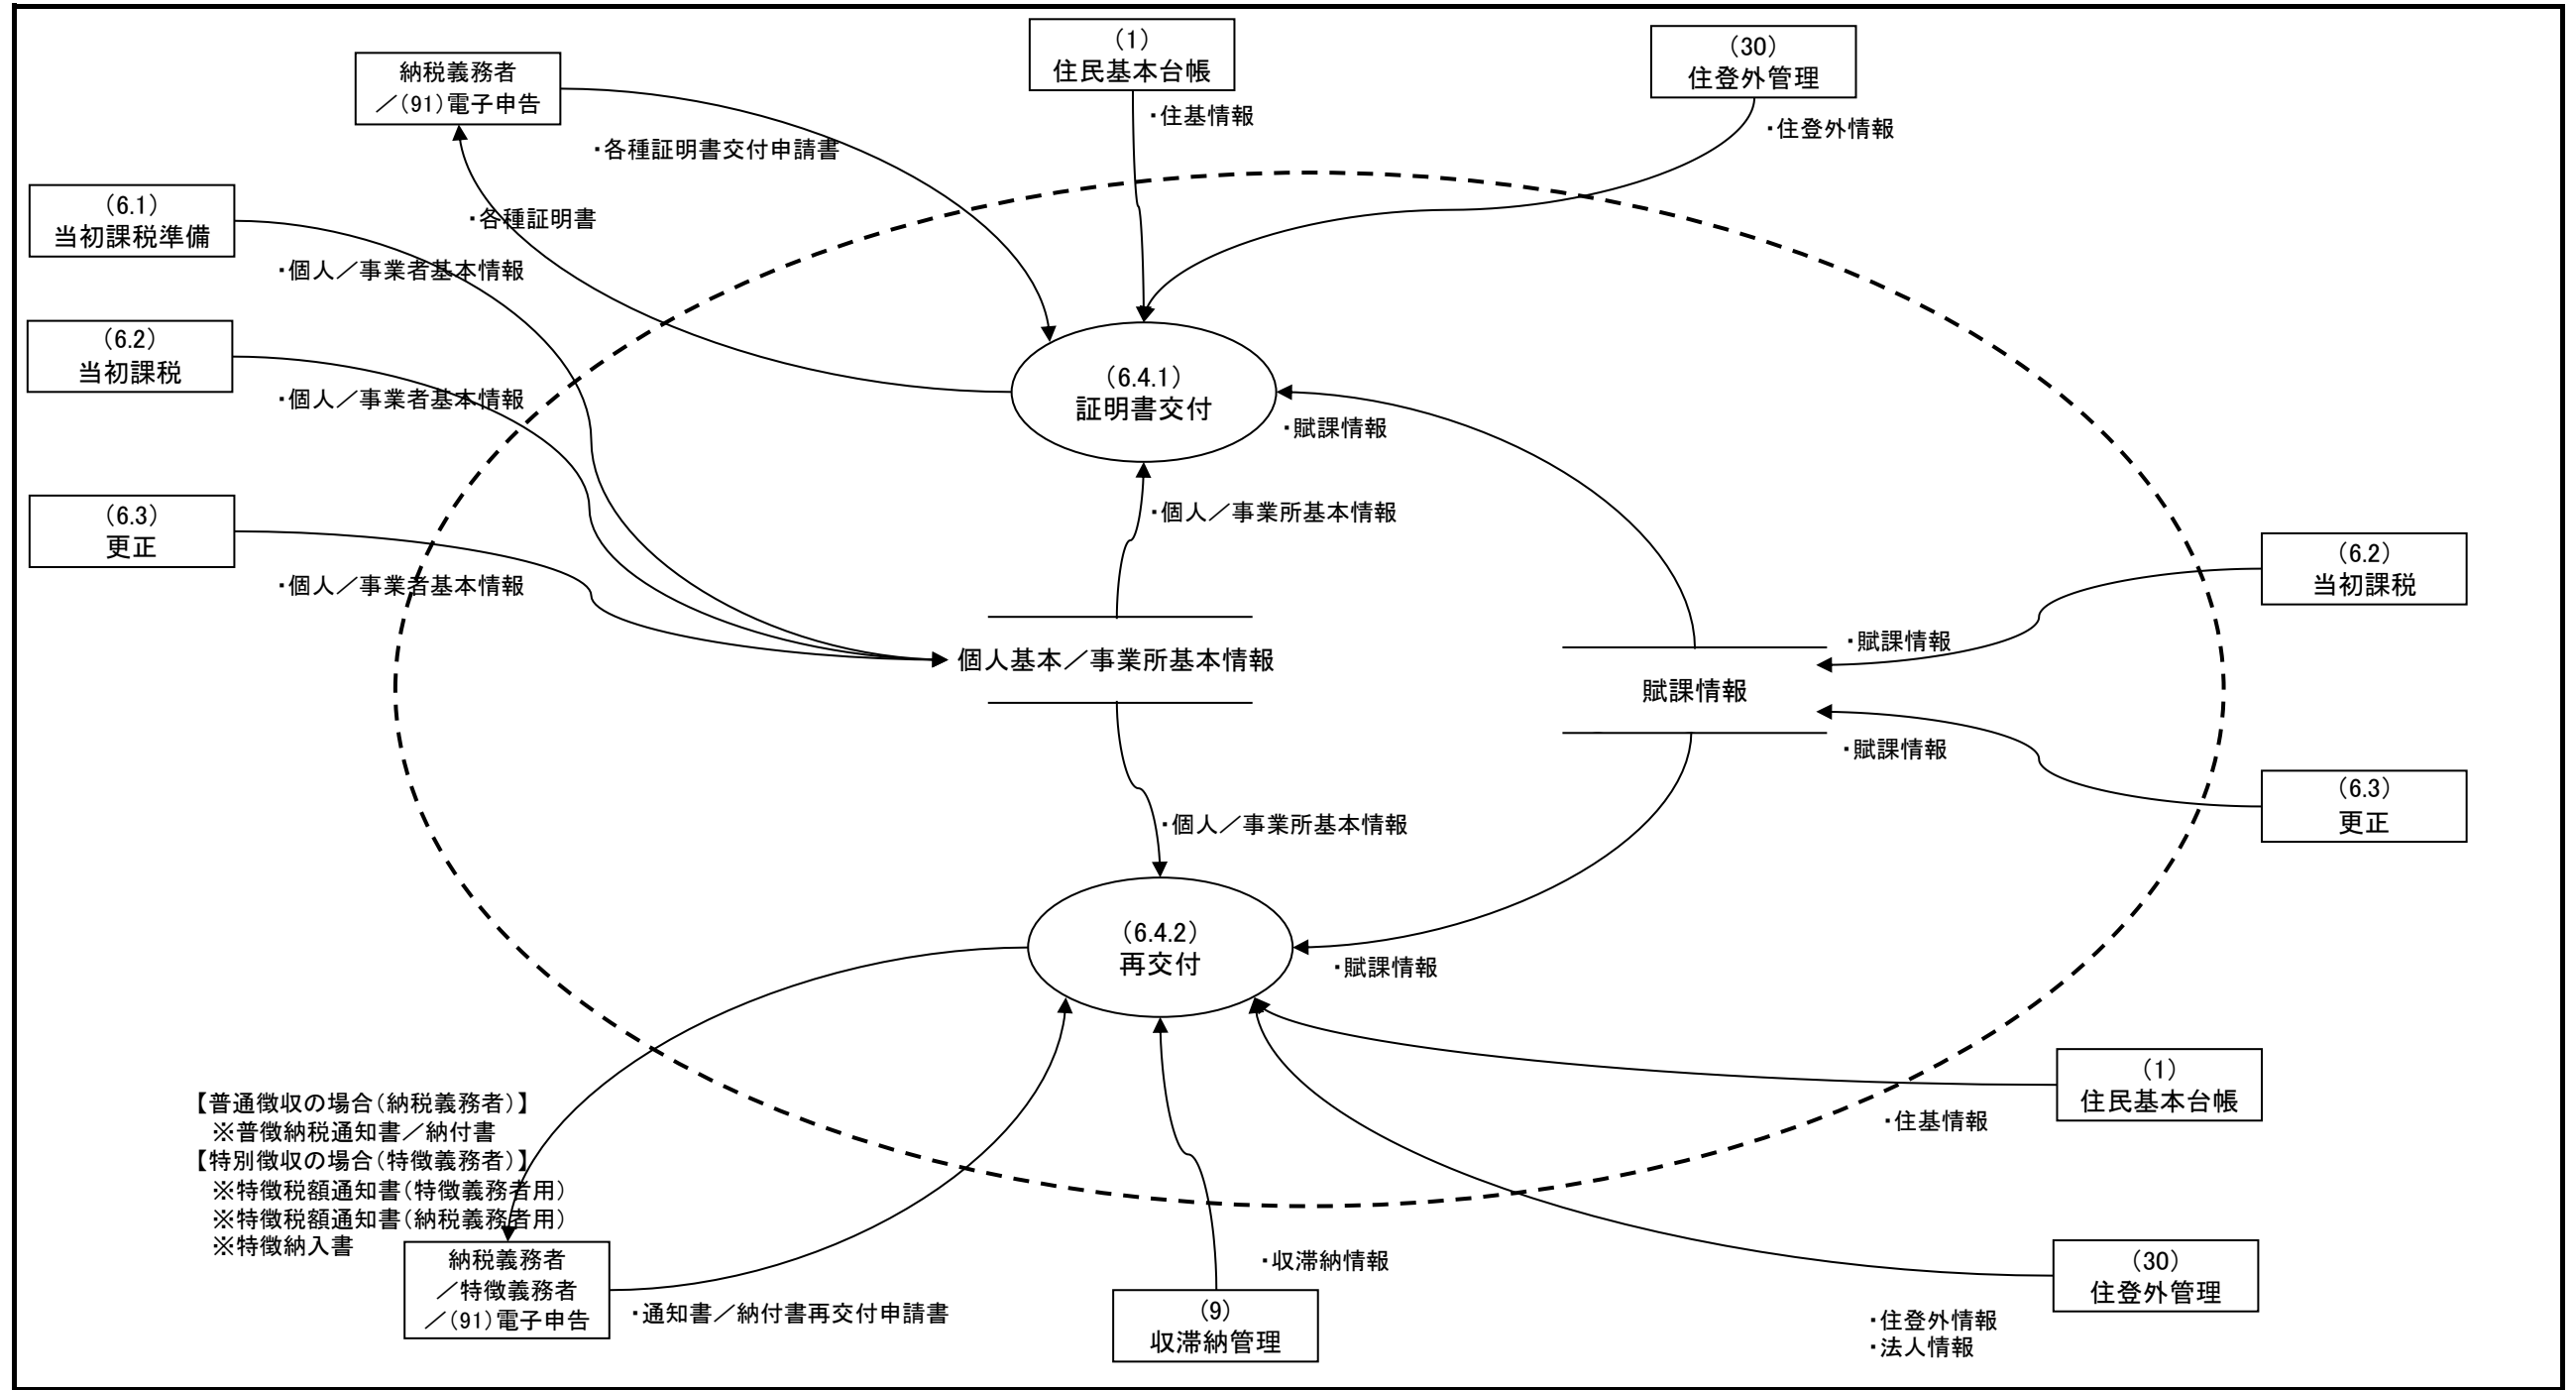 (1)
住民基本台帳
(30)
住登外管理
納税義務者
／(91)電子申告
・住基情報
・住登外情報
・各種証明書交付申請書
(6.1)
当初課税準備
・各種証明書
・個人／事業者基本情報
(6.2)
当初課税
・個人／事業者基本情報
(6.4.1)
証明書交付
・賦課情報
(6.3)
更正
・個人／事業所基本情報
・個人／事業者基本情報
(6.2)
当初課税
個人基本／事業所基本情報
・賦課情報
賦課情報
・賦課情報
(6.3)
更正
・個人／事業所基本情報
(6.4.2)
再交付
・賦課情報
(1)
住民基本台帳
・住基情報
【普通徴収の場合(納税義務者)】
※普徴納税通知書／納付書
【特別徴収の場合(特徴義務者)】
※特徴税額通知書(特徴義務者用)
※特徴税額通知書(納税義務者用)
※特徴納入書
納税義務者
／特徴義務者
／(91)電子申告
・通知書／納付書再交付申請書
・収滞納情報
(9)
収滞納管理
(30)
住登外管理
・住登外情報
・法人情報